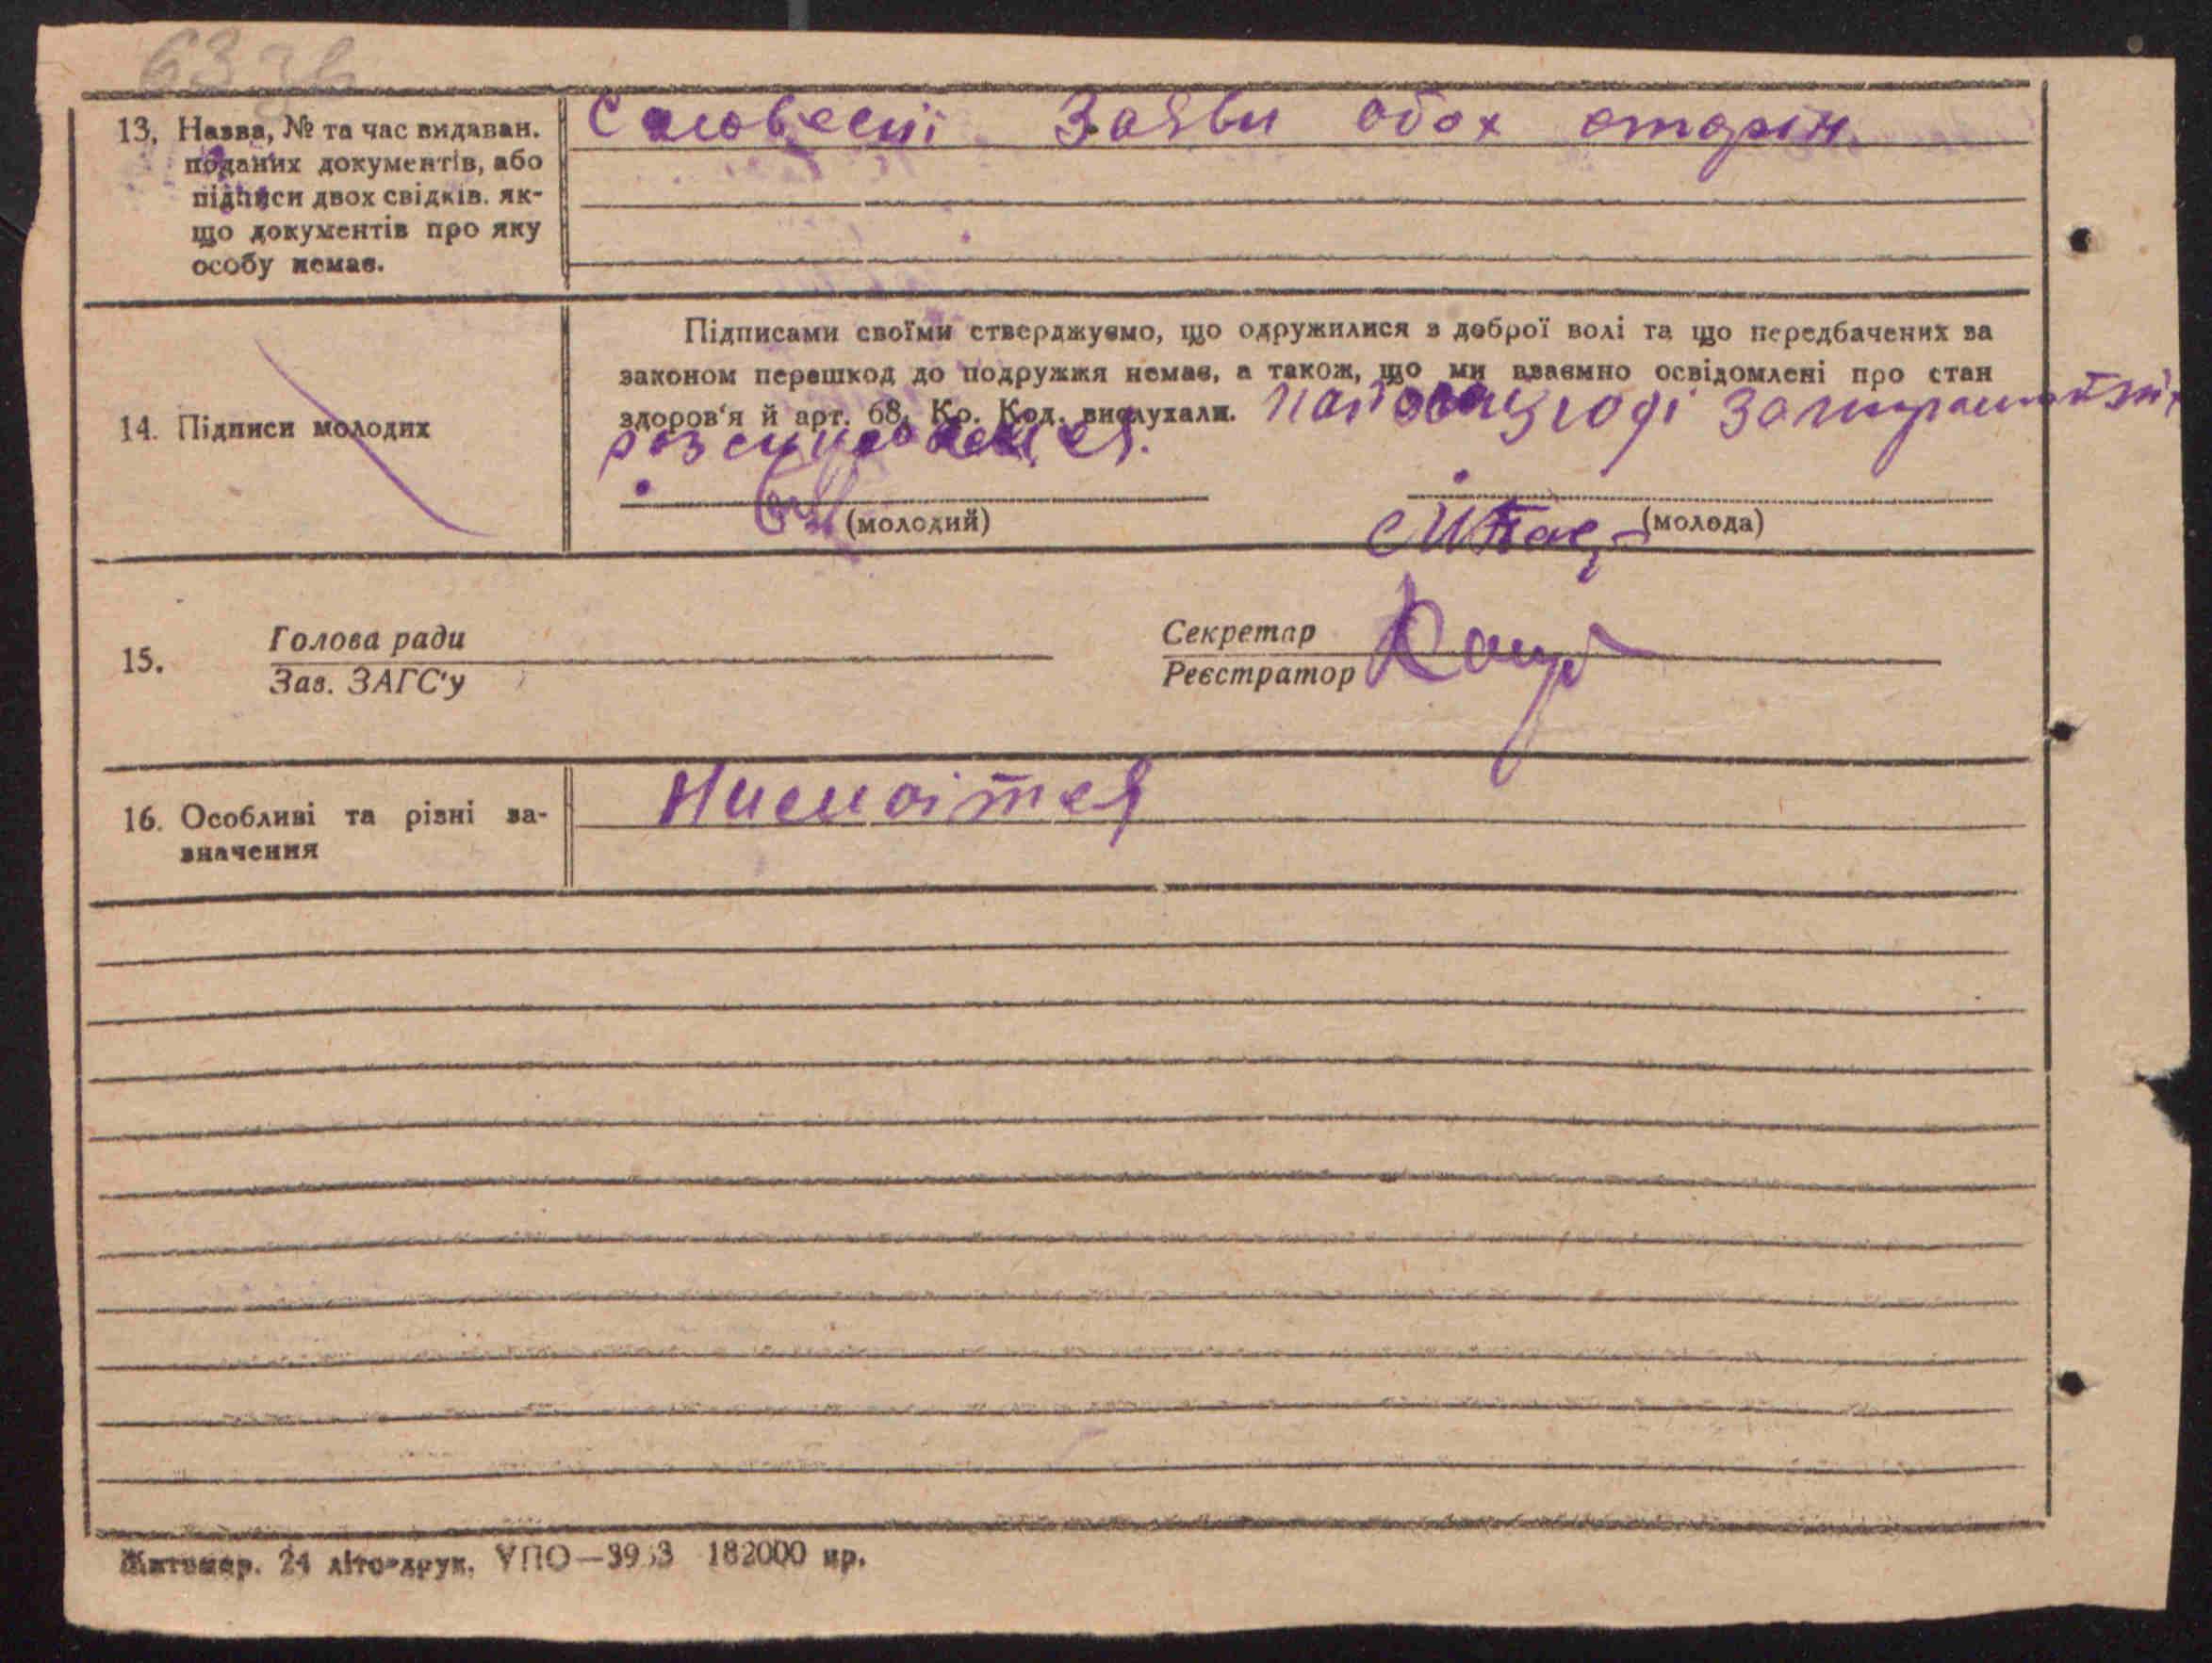 63 зв
13. Назва, № та час видаван. Словесні Заяви обох сторін
поданих документів, або
підписи двох свідків. як-
що документів про яку
особу немає.
Підписами своїми стверджуємо, що одружилися з доброї волі та що передбачених за
законом перешкод до подружжя немає, а також, що ми взаємно освідомлені про стан
здоров'я й арт. 68, Кр. Код. вислухали.
14. Підписи молодих
(молодий) (молода)
15. Голова ради Секретар
Зав. ЗАГС'у Реєстратор
16. Особливі та різні за-
значення
Житомир. 24 літо-друк. УПО—3953 182000 пр.